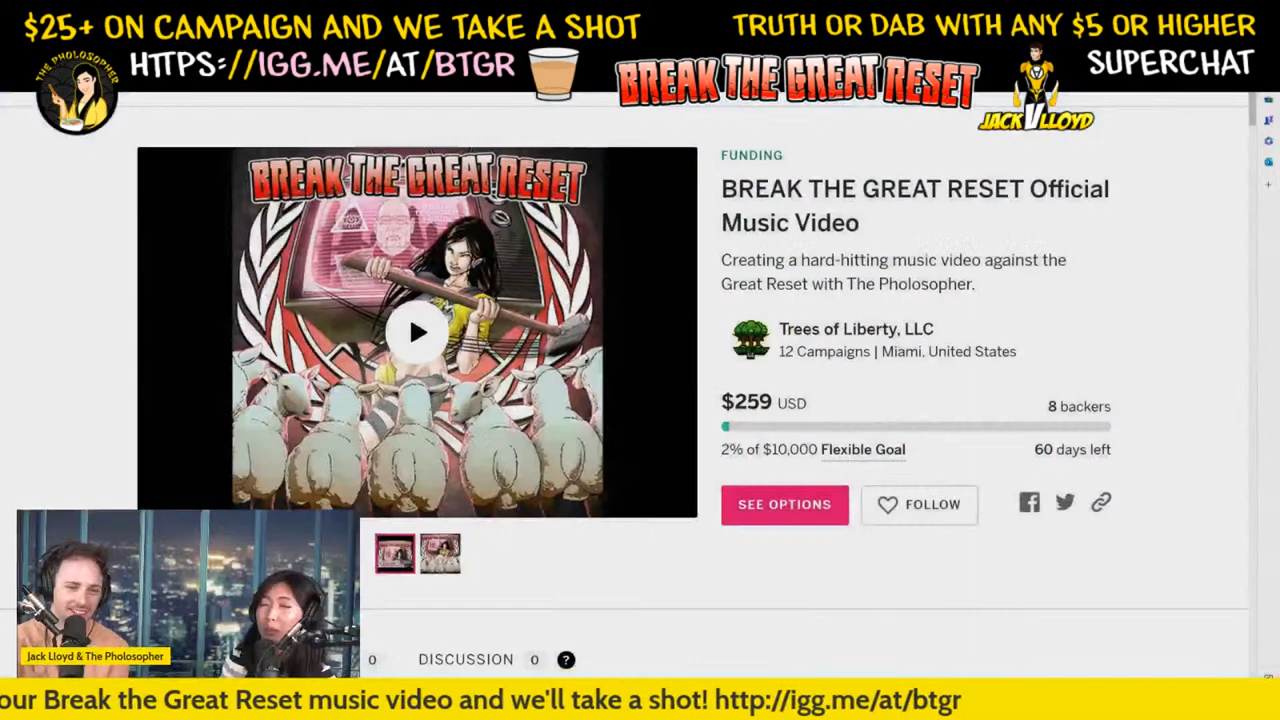 $25+ ON CAMPAIGN AND WE TAKE A SHOT
HTTPS://IGG.ME/AT/BTGR
THE PHOLOSOPHER
BREAK THE GREAT RESET
TRUTH OR DAB WITH ANY $5 OR HIGHER
SUPERCHAT
JACK V LLOYD
BREAK THE GREAT RESET
FUNDING
BREAK THE GREAT RESET Official
Music Video
Creating a hard-hitting music video against the
Great Reset with The Pholosopher.
Trees of Liberty, LLC
12 Campaigns | Miami, United States
$259 USD
8 backers
2% of $10,000 Flexible Goal
60 days left
SEE OPTIONS
FOLLOW
0
DISCUSSION 0 ?
Jack Lloyd & The Pholosopher
our Break the Great Reset music video and we'll take a shot! http://igg.me/at/btgr